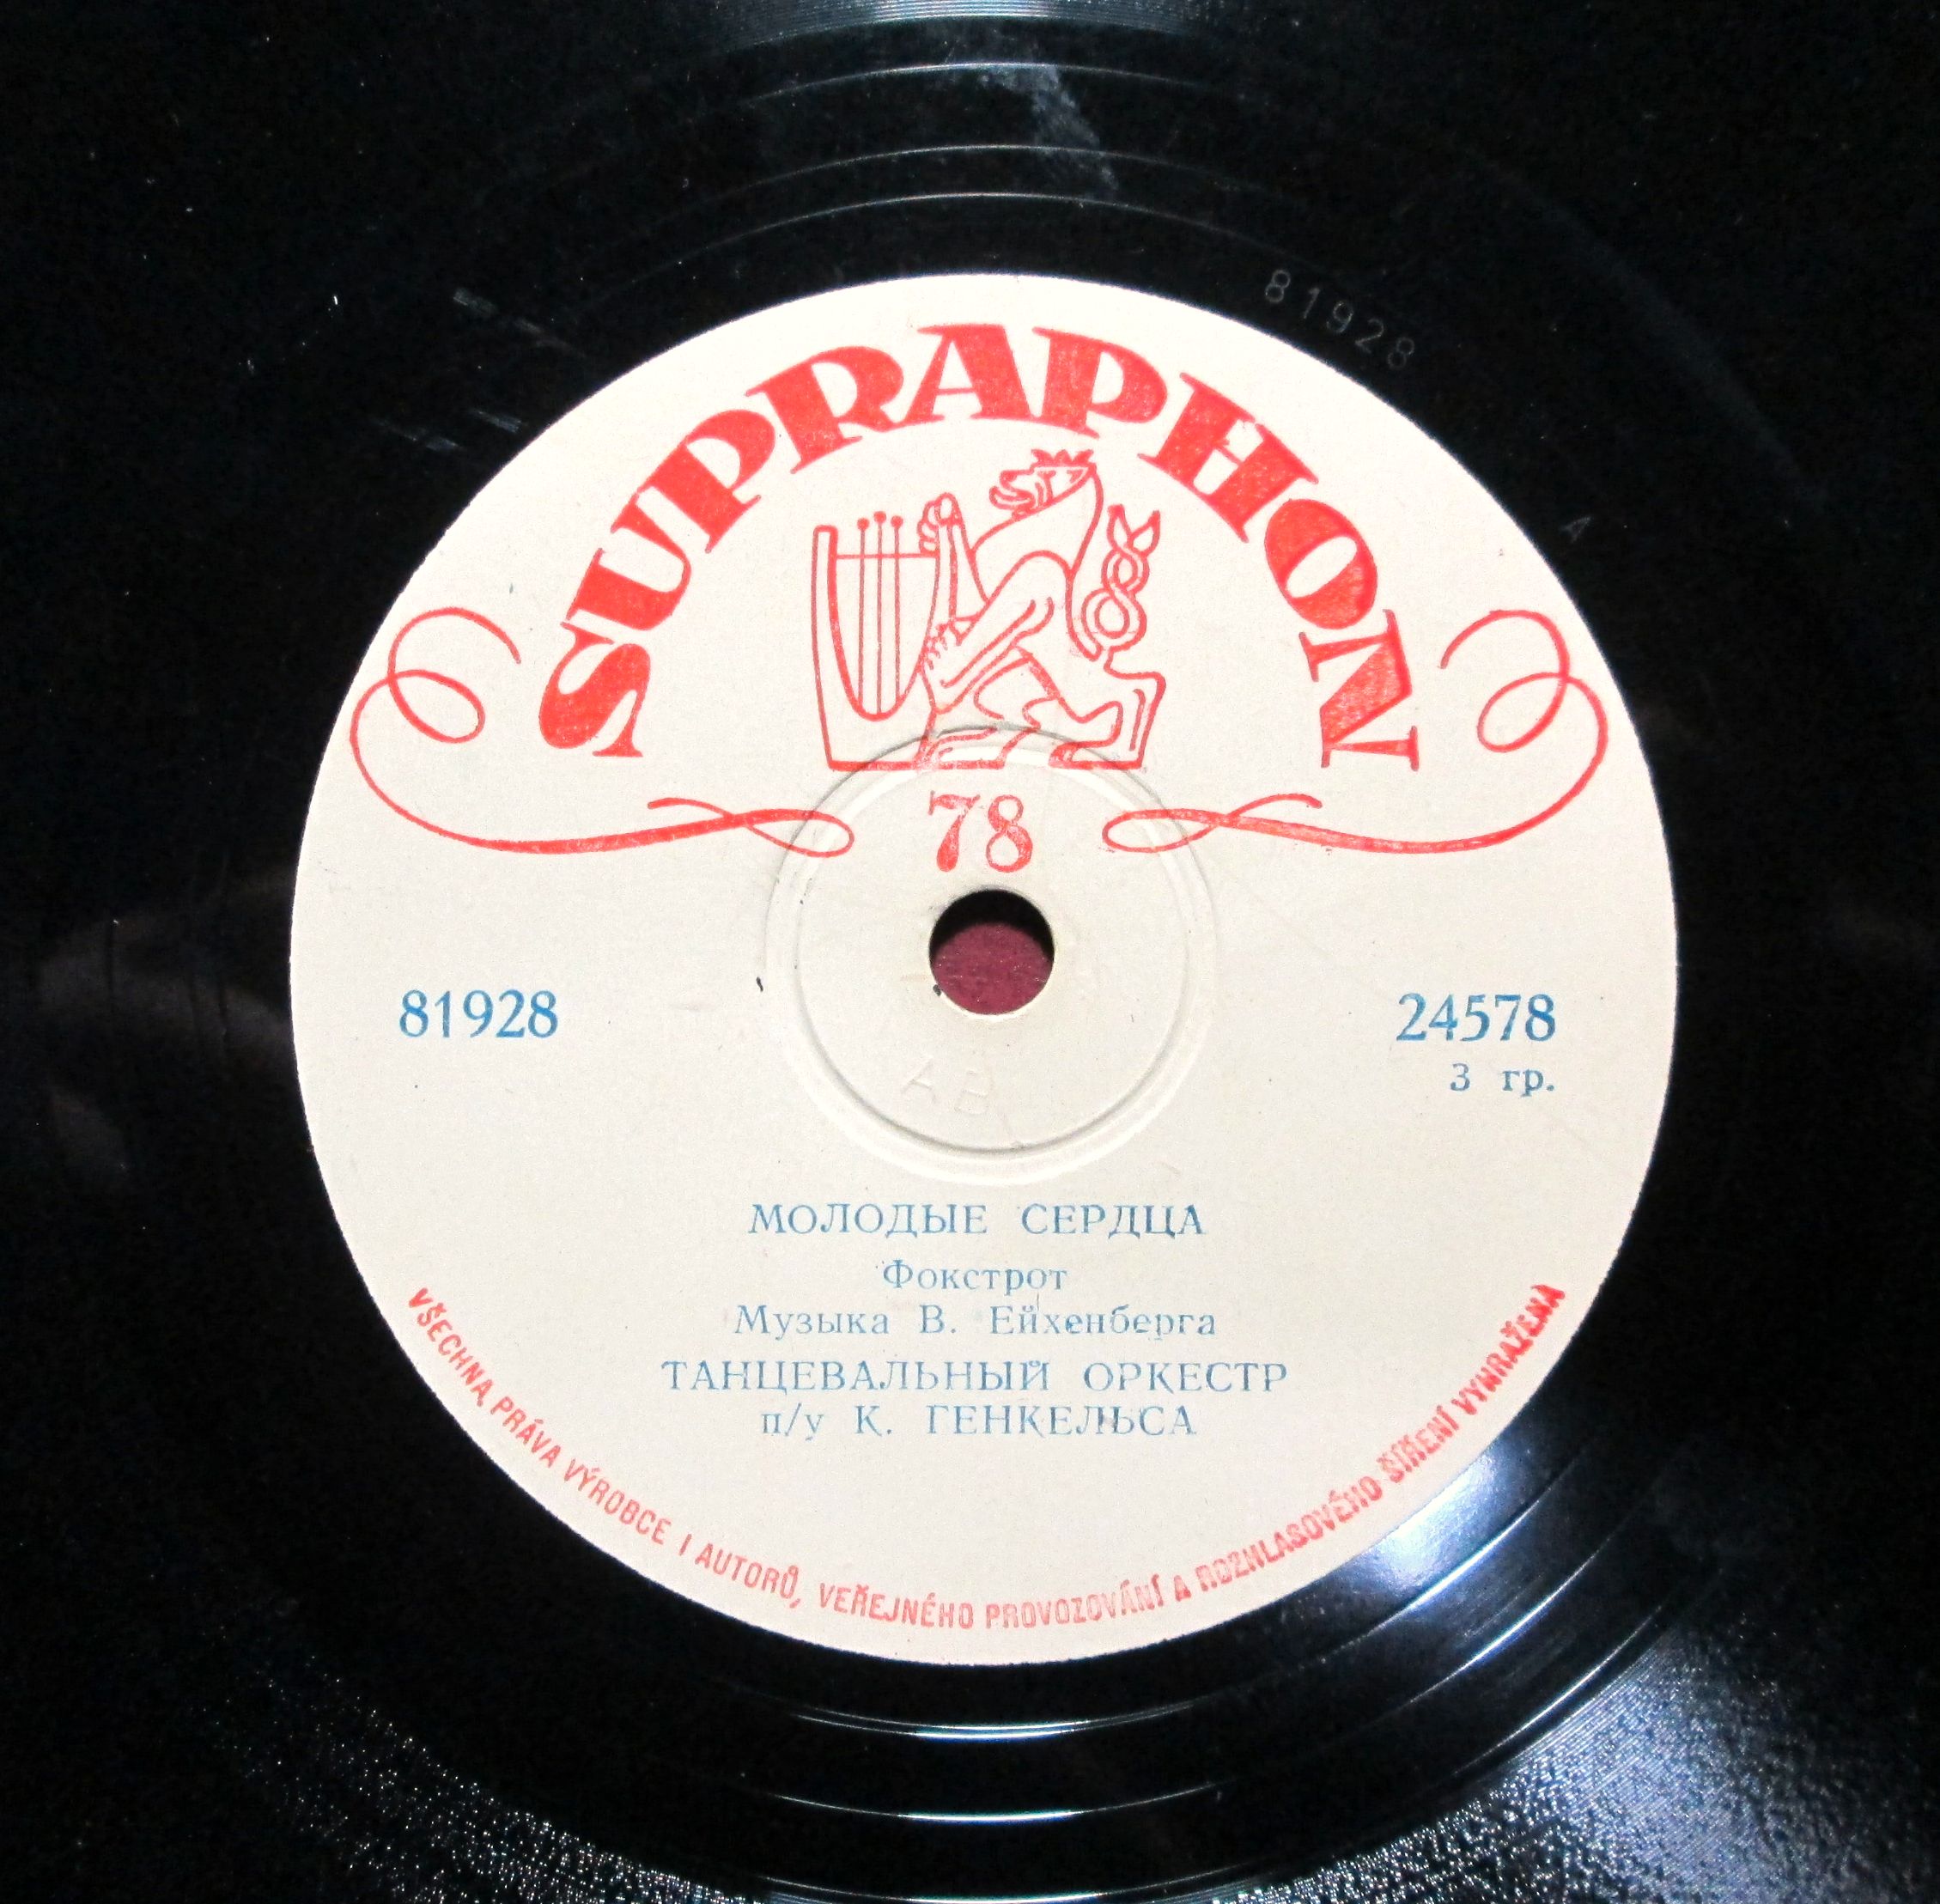 81928
A
SUPRAPHON
78
81928
24578
3 гр.
AB
МОЛОДЫЕ СЕРДЦА
Фокстрот
Музыка В. Ейхенберга
ТАНЦЕВАЛЬНЫЙ ОРКЕСТР
п/у К. ГЕНКЕЛЬСА
VŠECHNA PRÁVA VÝROBCE I AUTORŮ, VEŘEJNÉHO PROVOZOVÁNÍ A ROZHLASOVÉHO ŠÍŘENÍ VYHRAŽENA